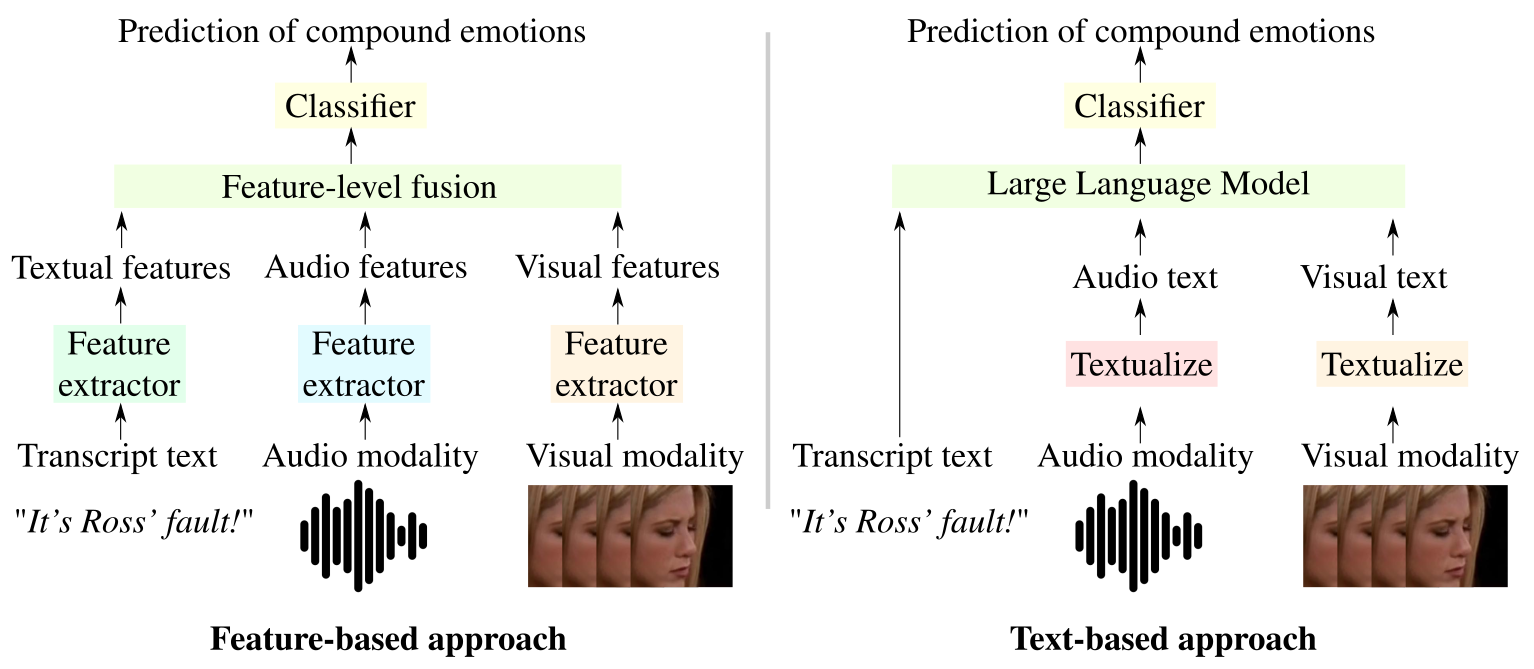 Prediction of compound emotions
Classifier
Feature-level fusion
Textual features
Audio features
Visual features
Feature
extractor
Feature
extractor
Feature
extractor
Transcript text
Audio modality
Visual modality
"It's Ross' fault!"
Feature-based approach
Prediction of compound emotions
Classifier
Large Language Model
Audio text
Visual text
Textualize
Textualize
Transcript text
Audio modality
Visual modality
"It's Ross' fault!"
Text-based approach